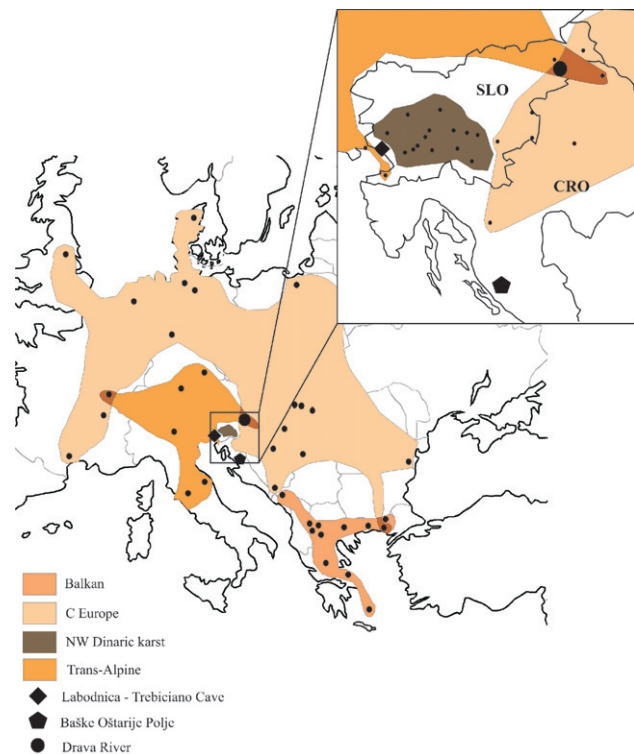 SLO
CRO
Balkan
C Europe
NW Dinaric karst
Trans-Alpine
Labodnica - Trebiciano Cave
Baške Oštarije Polje
Drava River